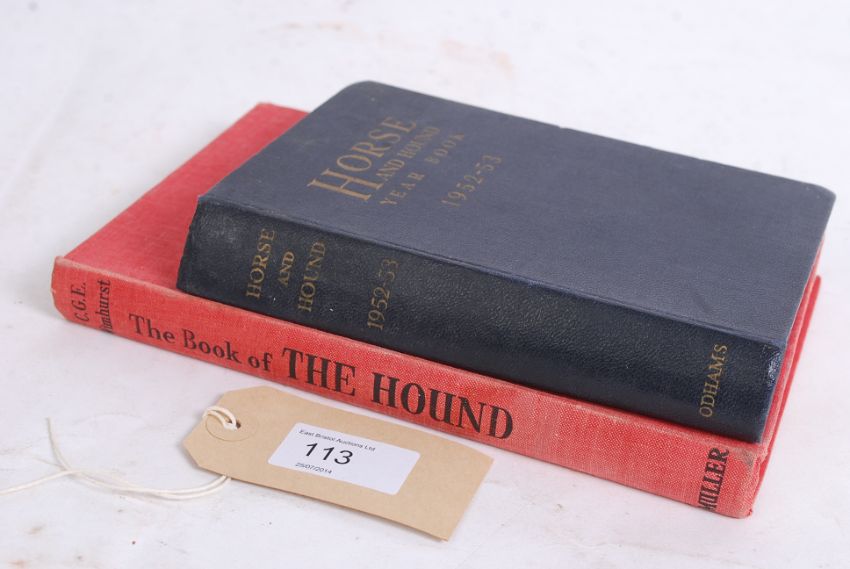 HORSE
AND HOUND
YEAR BOOK
1952-53
HORSE
AND
HOUND
1952-53
ODHAMS
C.G.E.
The Book of THE HOUND
MULLER
East Bristol Auctions Ltd
113
25/07/2014